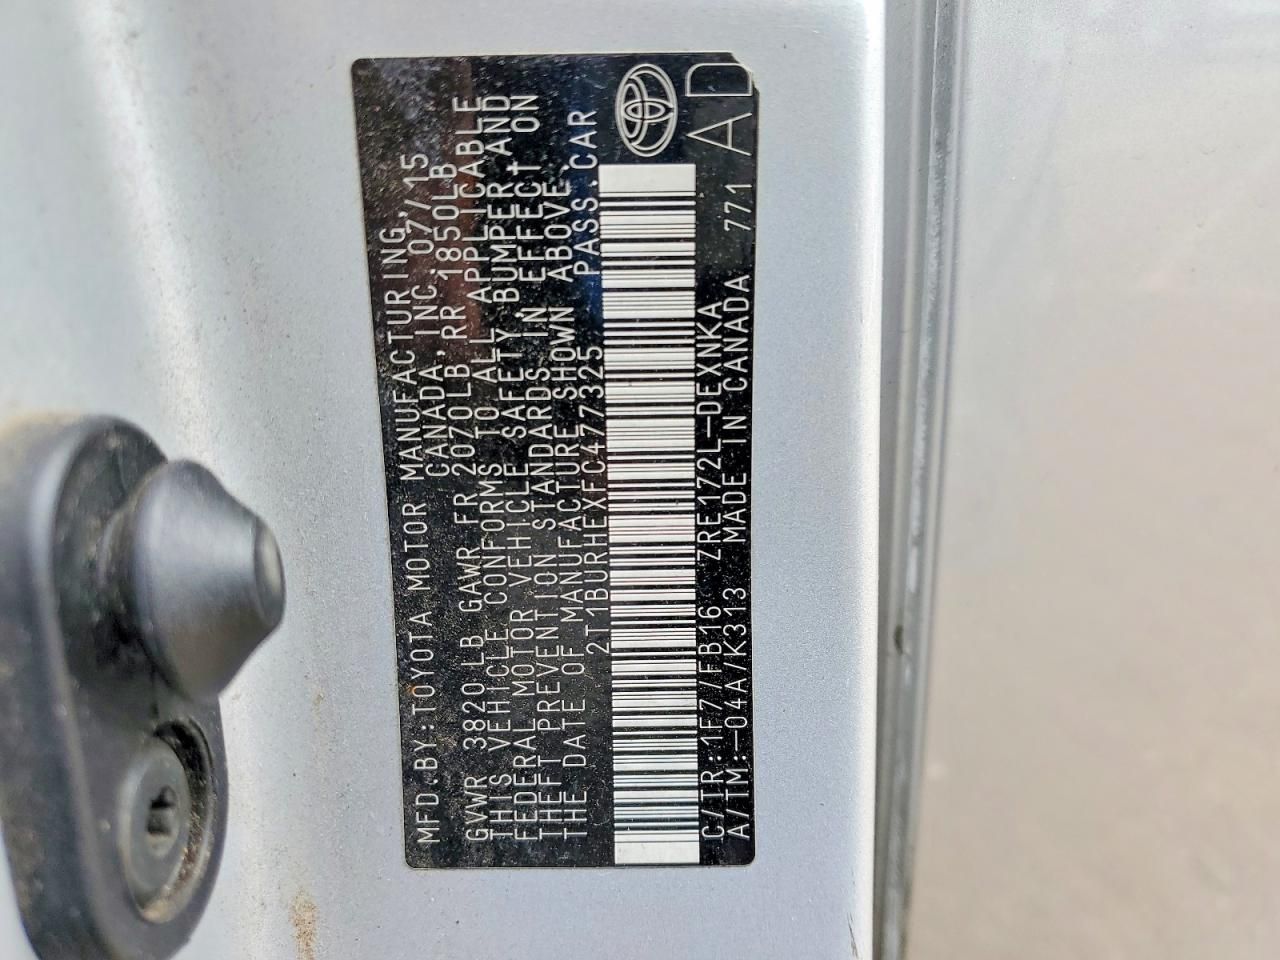 MFD.BY:TOYOTA MOTOR MANUFACTURING,
CANADA, INC. 07/15
GVWR 3820LB GAWR FR 2070LB RR 1850LB
THIS VEHICLE CONFORMS TO ALL APPLICABLE
FEDERAL MOTOR VEHICLE SAFETY, BUMPER AND
THEFT PREVENTION STANDARDS IN EFFECT ON
THE DATE OF MANUFACTURE SHOWN ABOVE.
2T1BURHEXFC477325 PASS.CAR
C/TR:1F7/FB16 ZRE172L-DEXNKA
A/TM:-04A/K313 MADE IN CANADA 771
AD